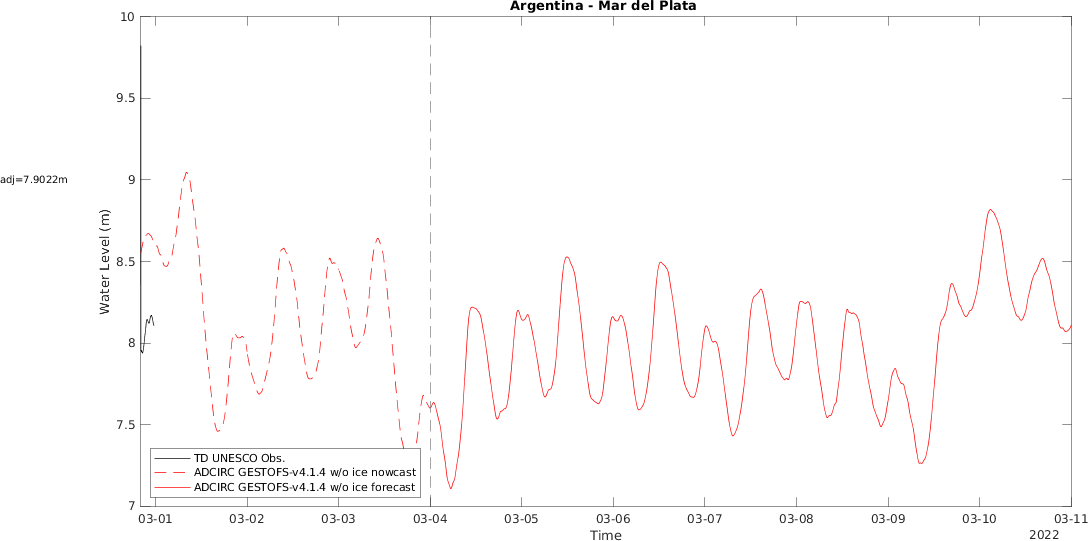 Argentina - Mar del Plata
adj=7.9022m
Water Level (m)
10
9.5
9
8.5
8
7.5
7
TD UNESCO Obs.
ADCIRC GESTOFS-v4.1.4 w/o ice nowcast
ADCIRC GESTOFS-v4.1.4 w/o ice forecast
03-01 03-02 03-03 03-04 03-05 03-06 03-07 03-08 03-09 03-10 03-11
Time
2022